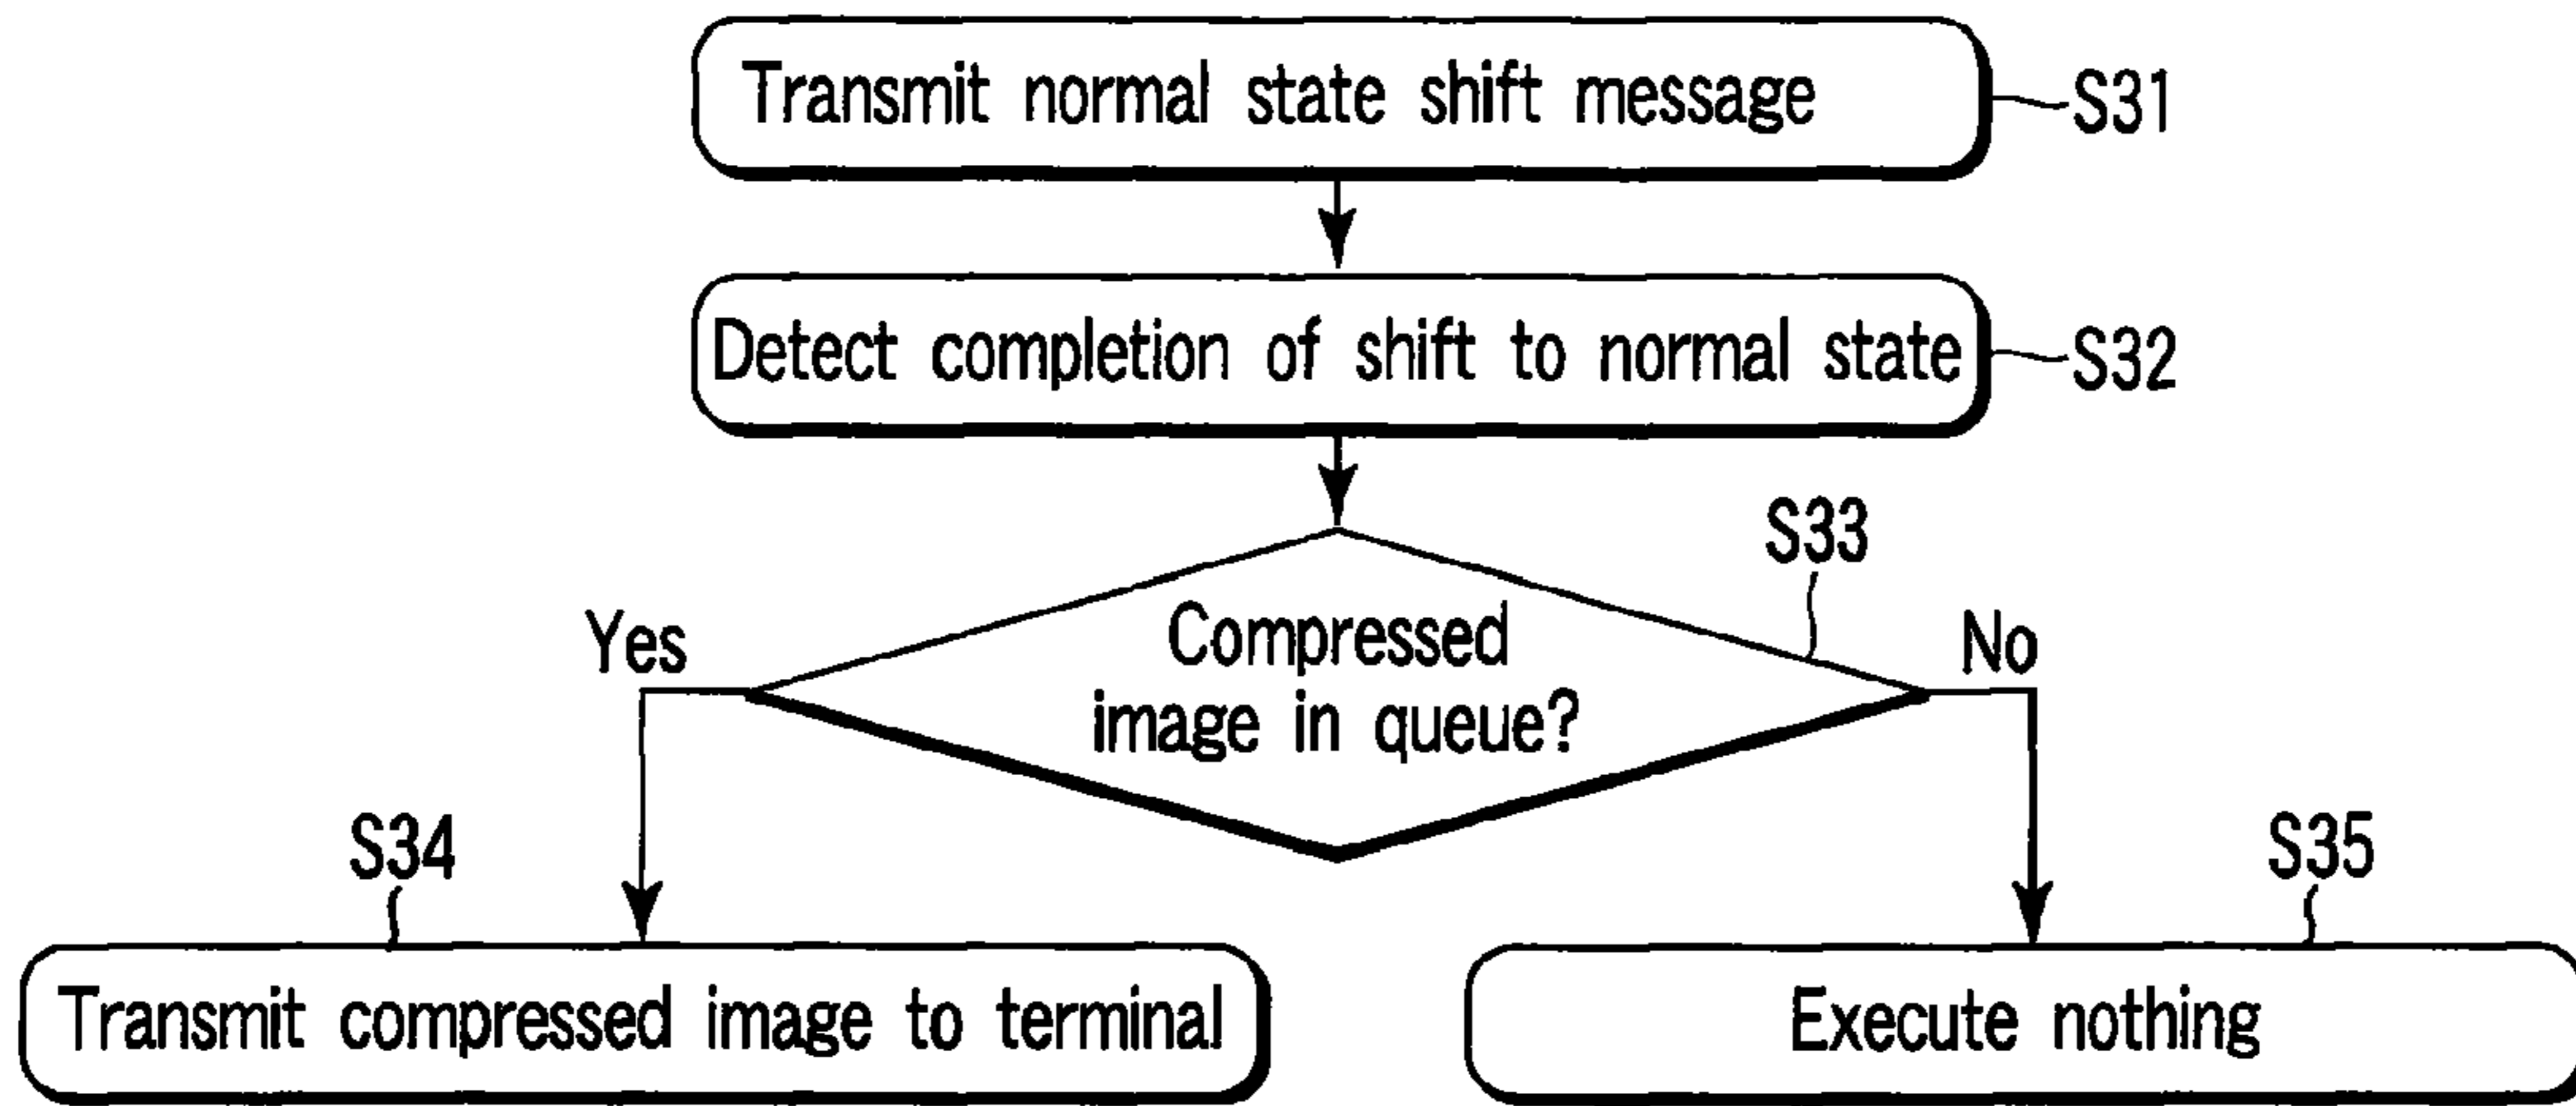 Transmit normal state shift message
S31
Detect completion of shift to normal state
S32
S33
Yes
Compressed
image in queue?
No
S34
S35
Transmit compressed image to terminal
Execute nothing